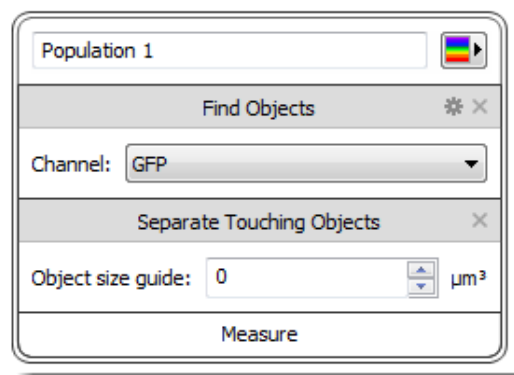 Population 1
Find Objects
Channel: GFP
Separate Touching Objects
Object size guide: 0 µm³
Measure